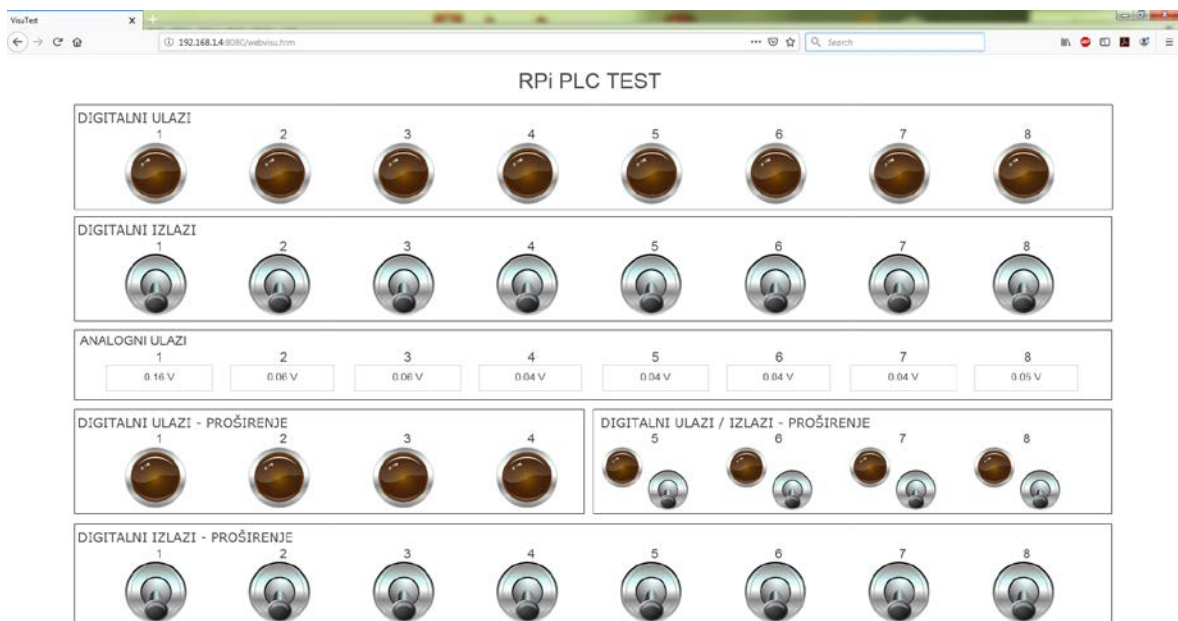 VisuTest
192.168.1.4:8080/webvisu.htm
Search
RPi PLC TEST
DIGITALNI ULAZI
1 2 3 4 5 6 7 8
DIGITALNI IZLAZI
1 2 3 4 5 6 7 8
ANALOGNI ULAZI
1 2 3 4 5 6 7 8
0.16 V 0.06 V 0.06 V 0.04 V 0.04 V 0.04 V 0.04 V 0.05 V
DIGITALNI ULAZI - PROŠIRENJE
1 2 3 4
DIGITALNI ULAZI / IZLAZI - PROŠIRENJE
5 6 7 8
DIGITALNI IZLAZI - PROŠIRENJE
1 2 3 4 5 6 7 8